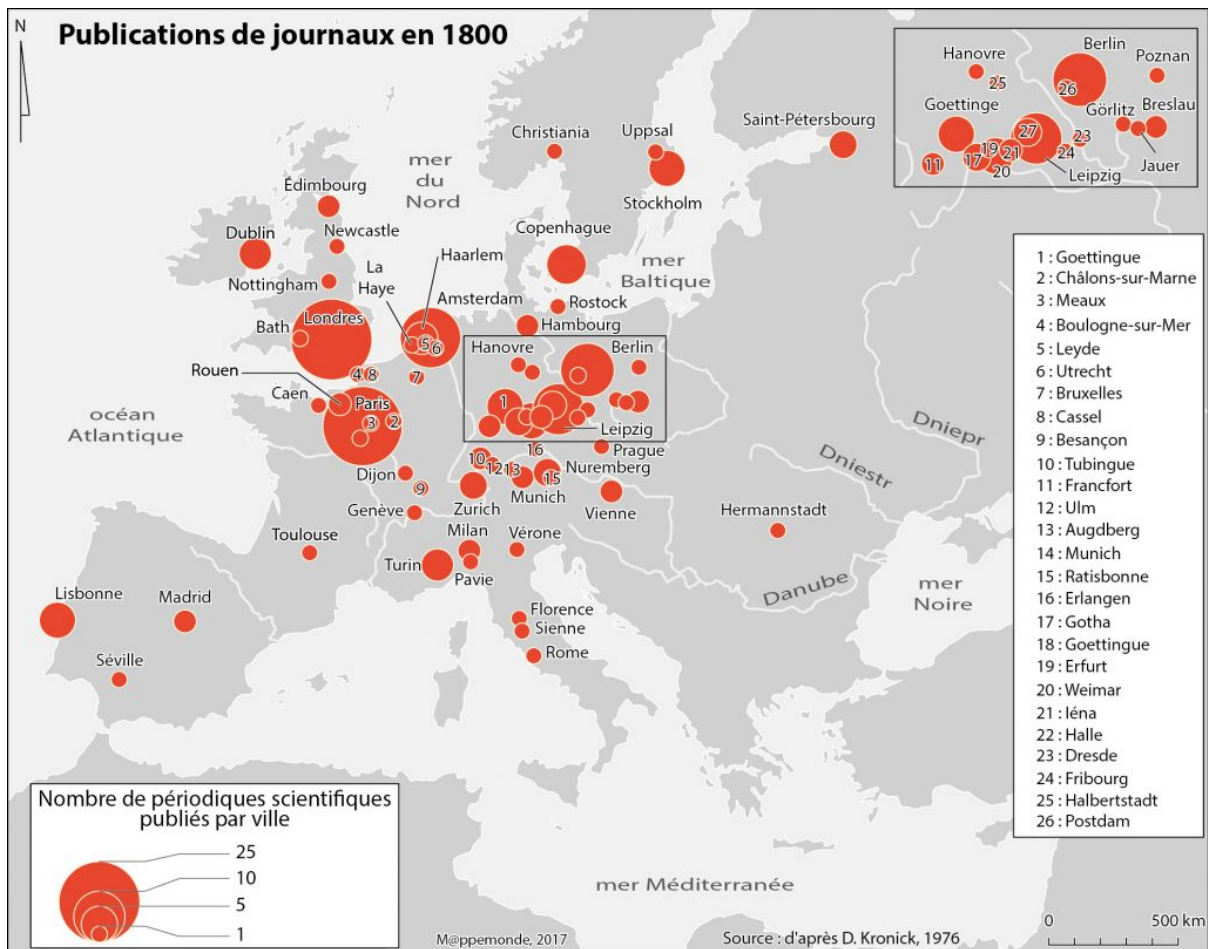 N
Publications de journaux en 1800
Hanovre
Berlin
Poznan
25
26
Goettinge
Görlitz
Breslau
27
23
19
21
24
11
17
20
Leipzig
Jauer
Saint-Pétersbourg
Christiania
Uppsal
Stockholm
mer
du
Nord
Édimbourg
Newcastle
Dublin
Copenhague
La
Haye
Haarlem
mer
Baltique
Nottingham
Amsterdam
Rostock
Bath
Londres
Hambourg
5
6
Hanovre
Berlin
4
8
7
Rouen
Caen
Paris
1
3
2
océan
Atlantique
Leipzig
Prague
16
10
12
13
Nuremberg
15
Dijon
9
Munich
Zurich
Vienne
Genève
Dniepr
Dniestr
Hermannstadt
Toulouse
Milan
Vérone
Turin
Pavie
Danube
mer
Noire
Lisbonne
Madrid
Florence
Sienne
Séville
Rome
1 : Goettingue
2 : Châlons-sur-Marne
3 : Meaux
4 : Boulogne-sur-Mer
5 : Leyde
6 : Utrecht
7 : Bruxelles
8 : Cassel
9 : Besançon
10 : Tubingue
11 : Francfort
12 : Ulm
13 : Augdberg
14 : Munich
15 : Ratisbonne
16 : Erlangen
17 : Gotha
18 : Goettingue
19 : Erfurt
20 : Weimar
21 : Iéna
22 : Halle
23 : Dresde
24 : Fribourg
25 : Halbertstadt
26 : Postdam
Nombre de périodiques scientifiques
publiés par ville
25
10
5
1
mer Méditerranée
M@ppemonde, 2017
Source : d'après D. Kronick, 1976
0 500 km